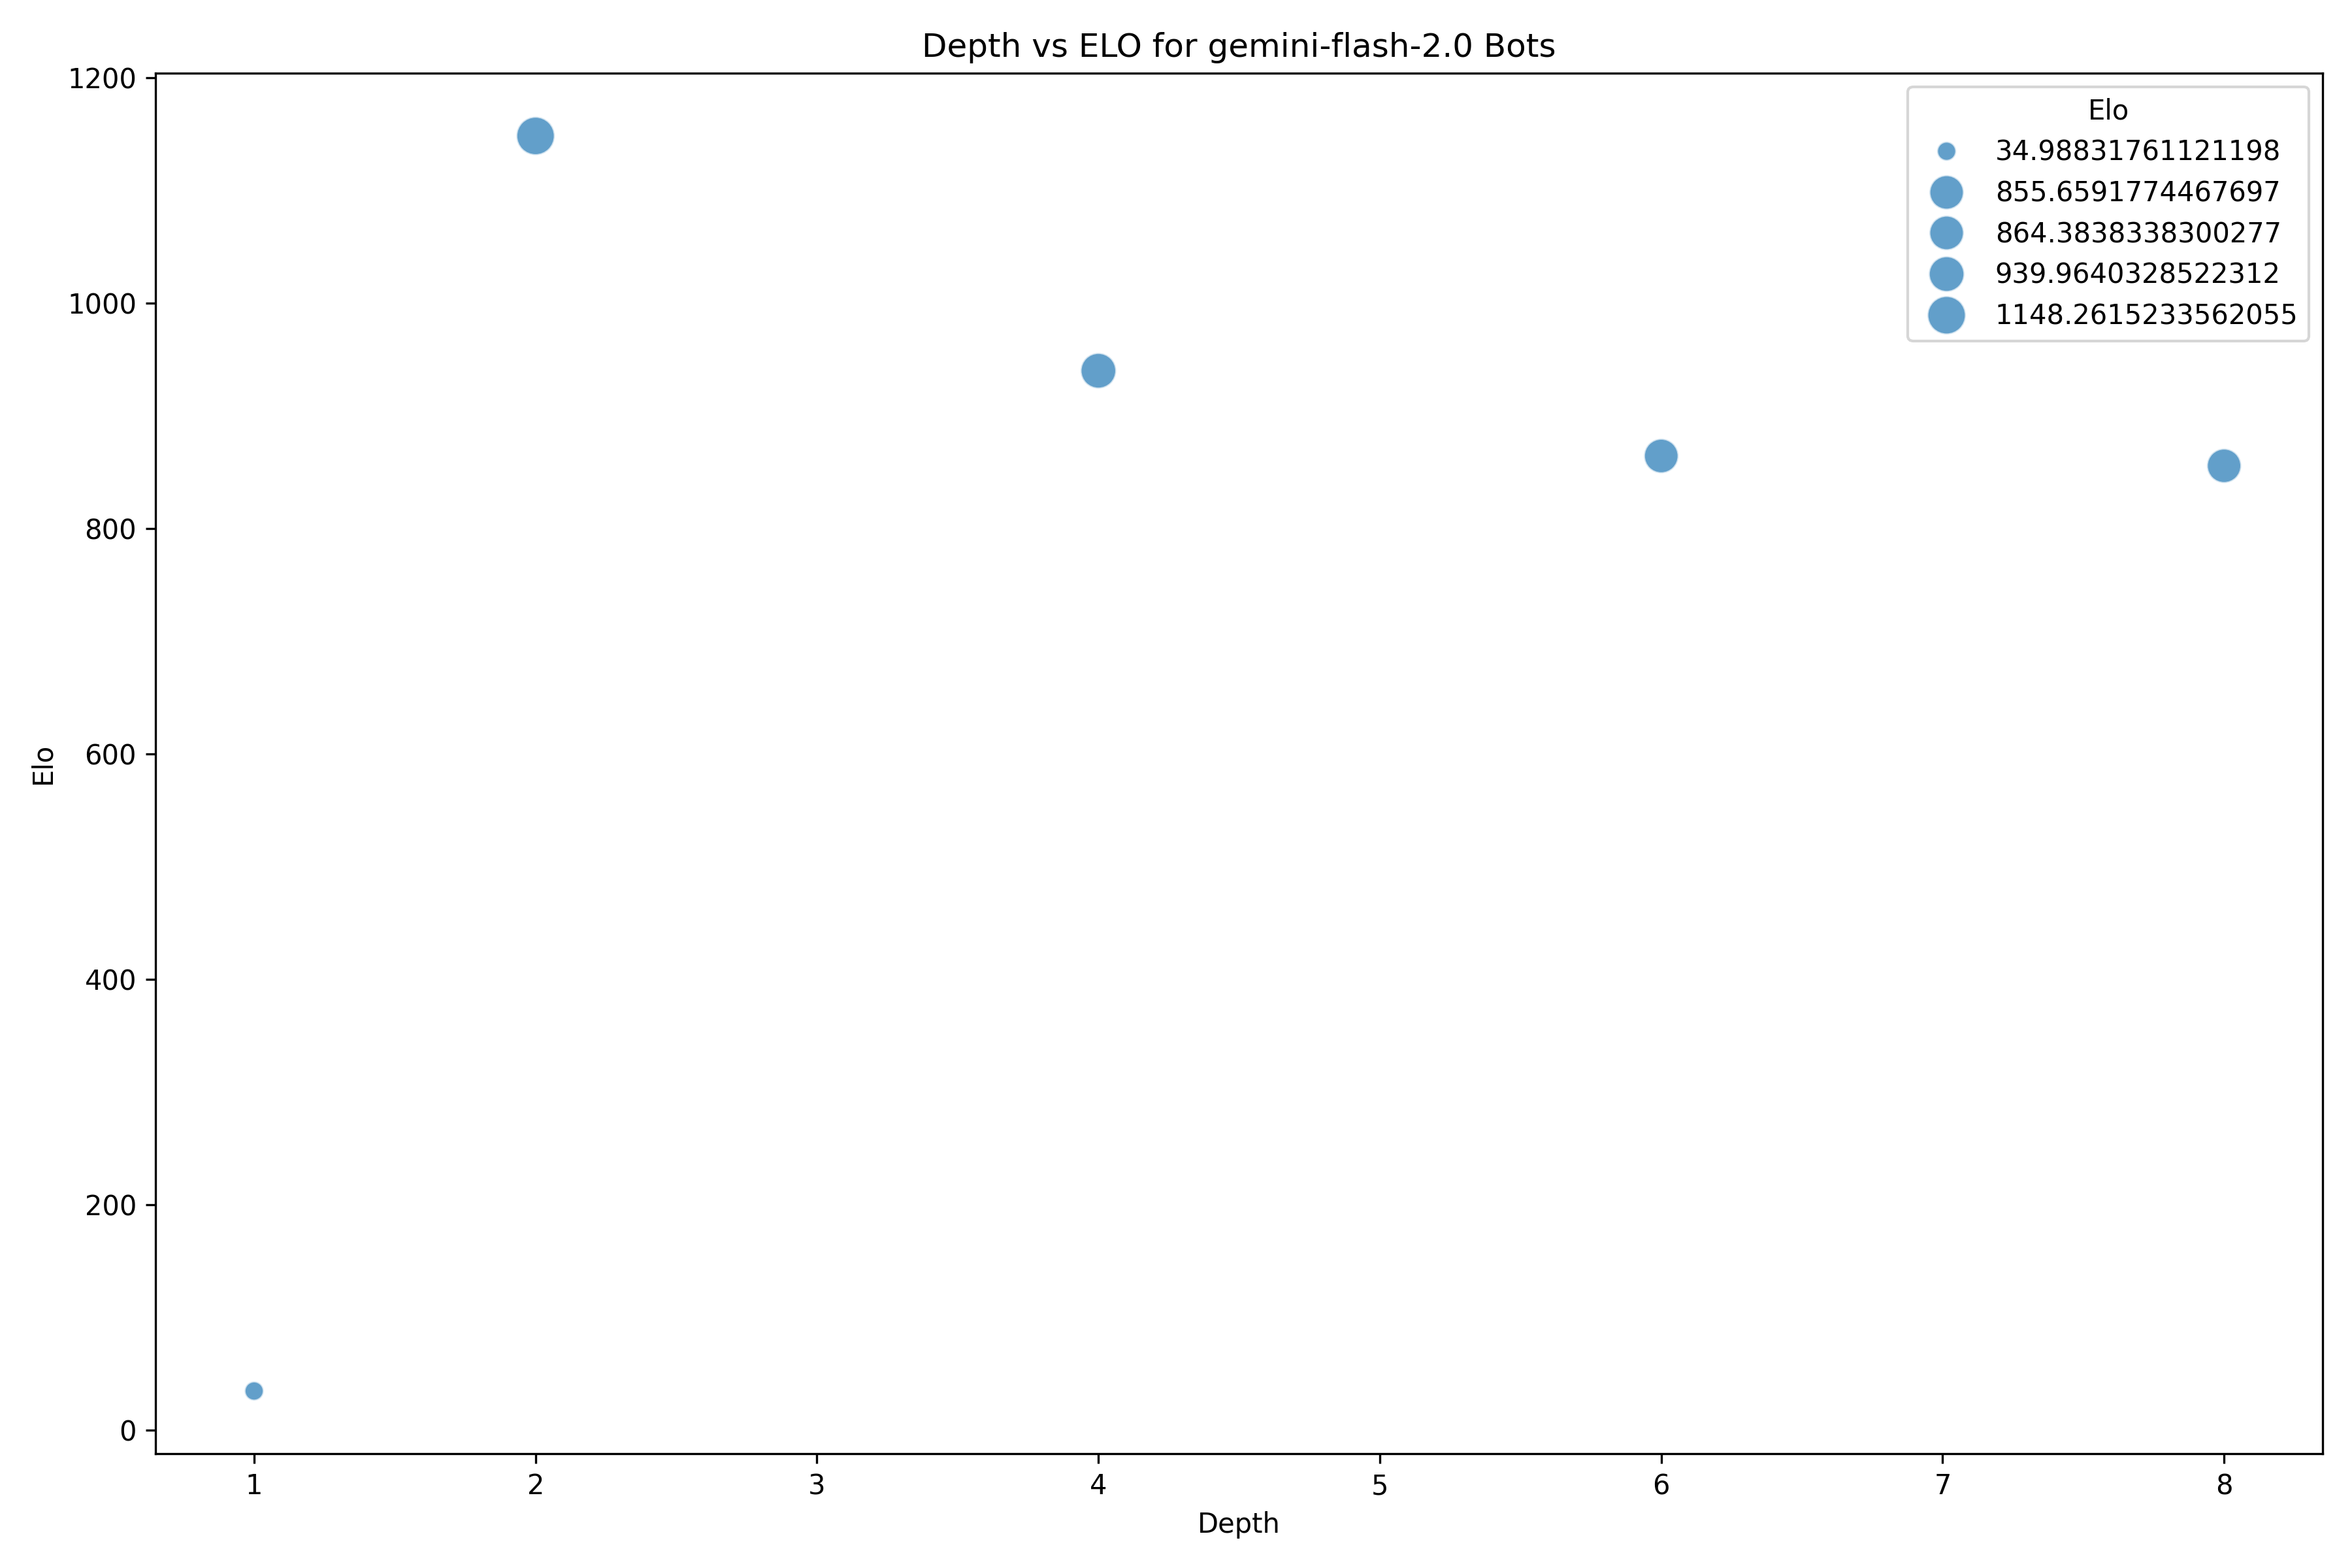 Depth vs ELO for gemini-flash-2.0 Bots
Elo
34.98831761121198
855.6591774467697
864.3838338300277
939.9640328522312
1148.2615233562055
1200
1000
800
600
400
200
0
Elo
1 2 3 4 5 6 7 8
Depth